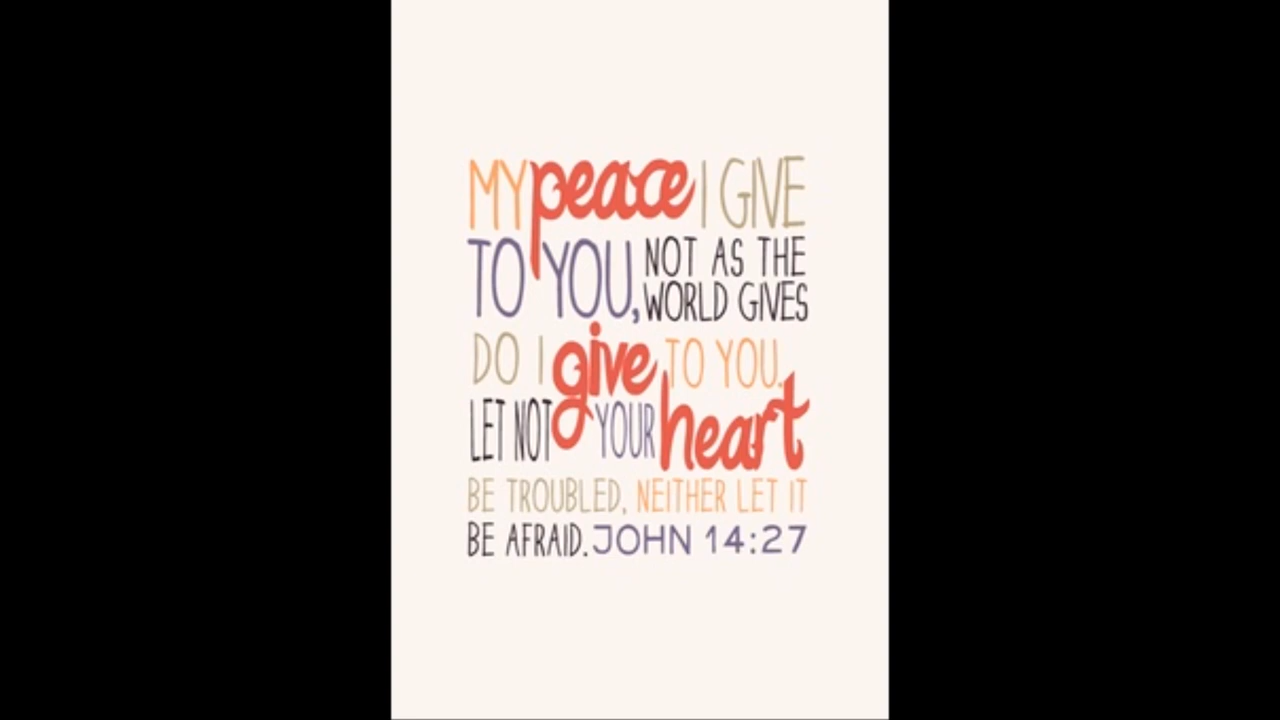 MY peace I GIVE
TO YOU, NOT AS THE
WORLD GIVES
DO I give TO YOU.
LET NOT YOUR heart
BE TROUBLED, NEITHER LET IT
BE AFRAID. JOHN 14:27